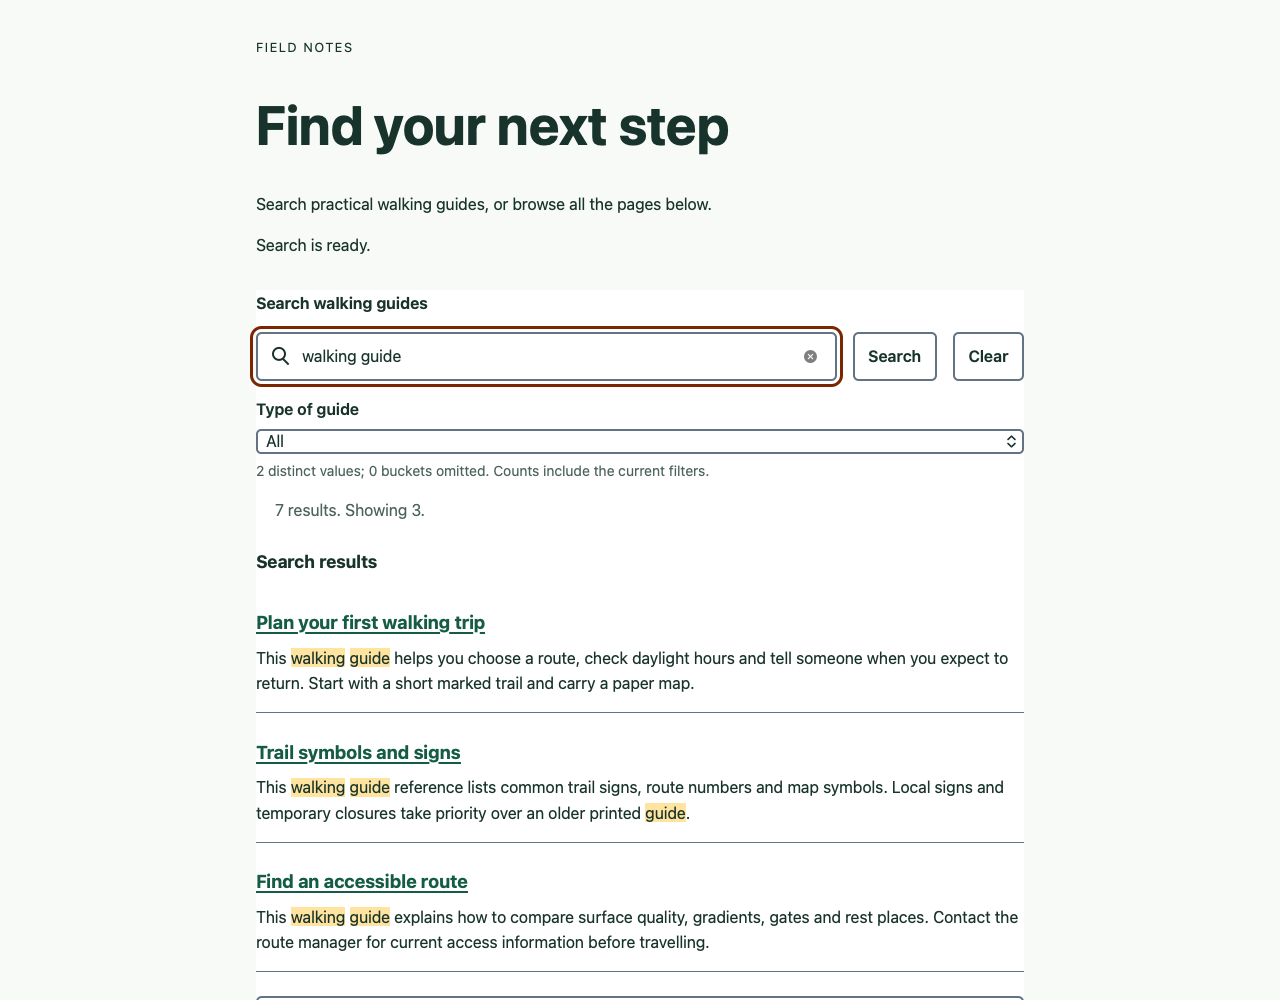 FIELD NOTES
Find your next step
Search practical walking guides, or browse all the pages below.
Search is ready.
Search walking guides
walking guide
Search
Clear
Type of guide
All
2 distinct values; 0 buckets omitted. Counts include the current filters.
7 results. Showing 3.
Search results
Plan your first walking trip
This walking guide helps you choose a route, check daylight hours and tell someone when you expect to
return. Start with a short marked trail and carry a paper map.
Trail symbols and signs
This walking guide reference lists common trail signs, route numbers and map symbols. Local signs and
temporary closures take priority over an older printed guide.
Find an accessible route
This walking guide explains how to compare surface quality, gradients, gates and rest places. Contact the
route manager for current access information before travelling.